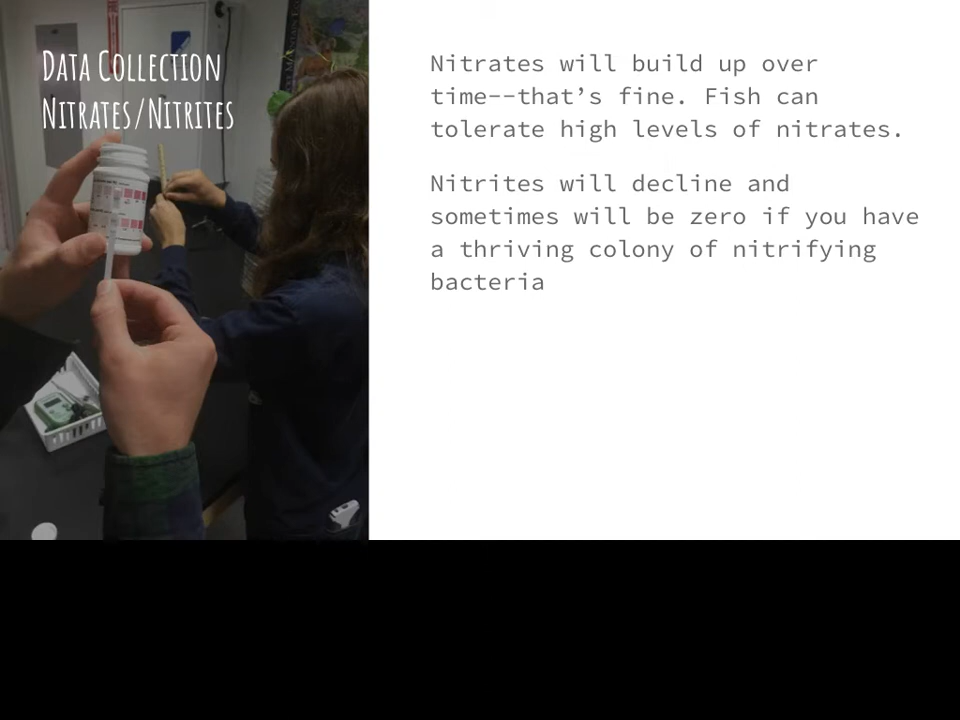 DATA COLLECTION
NITRATES/NITRITES
Nitrates will build up over
time--that’s fine. Fish can
tolerate high levels of nitrates.
Nitrites will decline and
sometimes will be zero if you have
a thriving colony of nitrifying
bacteria